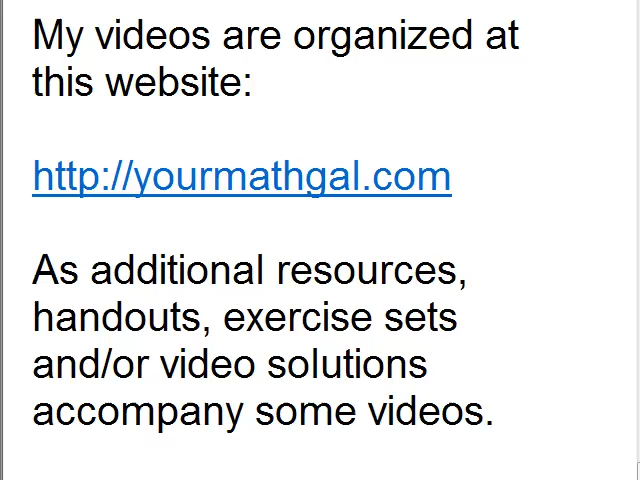 My videos are organized at
this website:
http://yourmathgal.com
As additional resources,
handouts, exercise sets
and/or video solutions
accompany some videos.